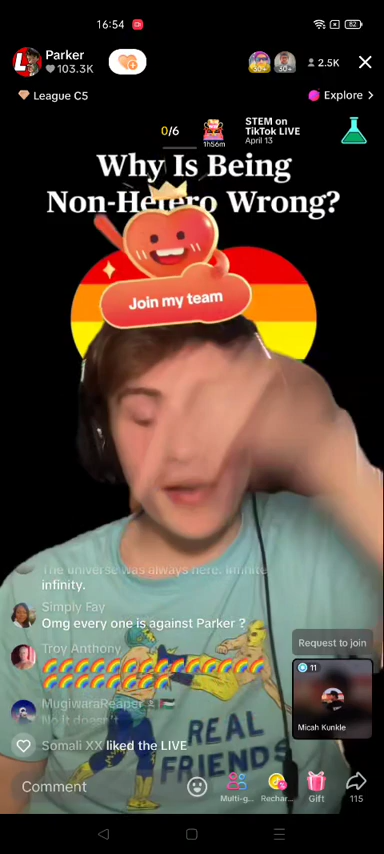 16:54
82
Parker
103.3K
30+
30+
2.5K
League C5
Explore
0/6
1h56m
STEM on
TikTok LIVE
April 13
Why Is Being
Non-Hetero Wrong?
Join my team
The universe was always here. Infinite
infinity.
Simply Fay
Omg every one is against Parker ?
Troy Anthony
🌈🌈🌈🌈🌈🌈🌈🌈🌈🌈🌈🌈🌈🌈🌈
🌈🌈🌈🌈🌈🌈🌈🌈🌈
MugiwaraReaper
No it doesn't
Somali XX liked the LIVE
REAL
FRIENDS
Request to join
11
Micah Kunkle
Comment
Multi-g...
Rechar...
Gift
115